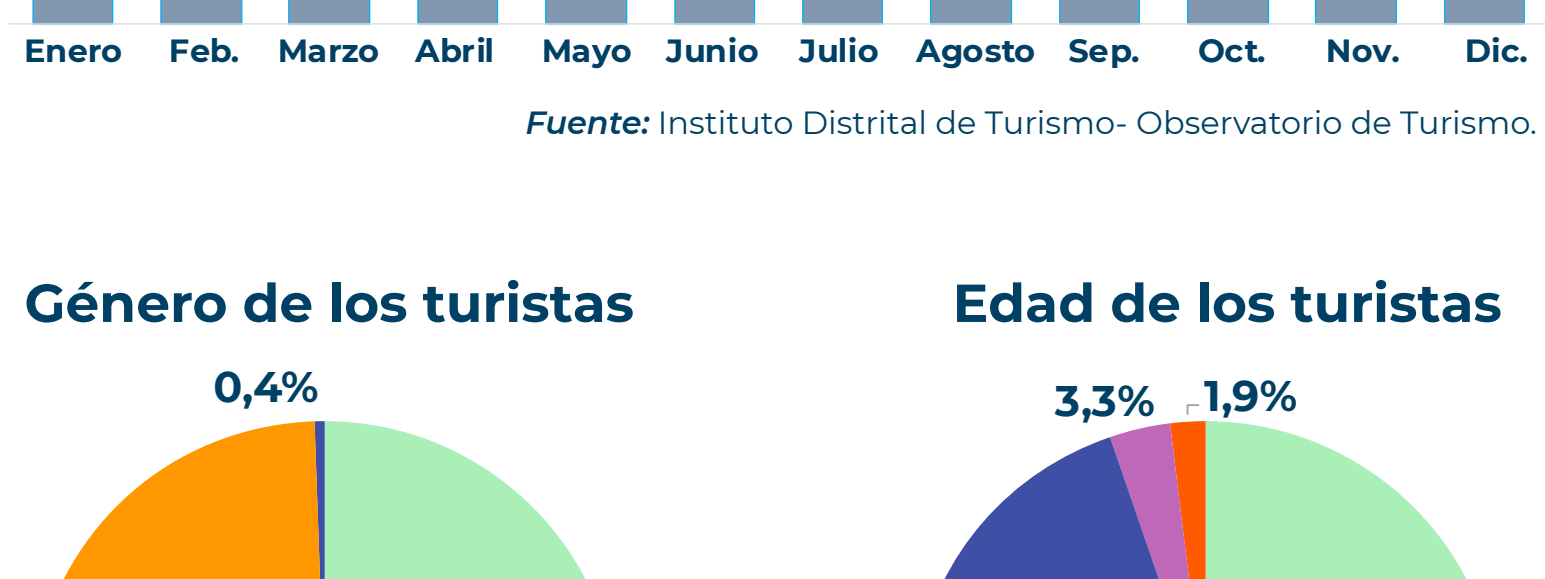 Enero Feb. Marzo Abril Mayo Junio Julio Agosto Sep. Oct. Nov. Dic.
Fuente: Instituto Distrital de Turismo- Observatorio de Turismo.
Género de los turistas
Edad de los turistas
0,4%
3,3%
1,9%